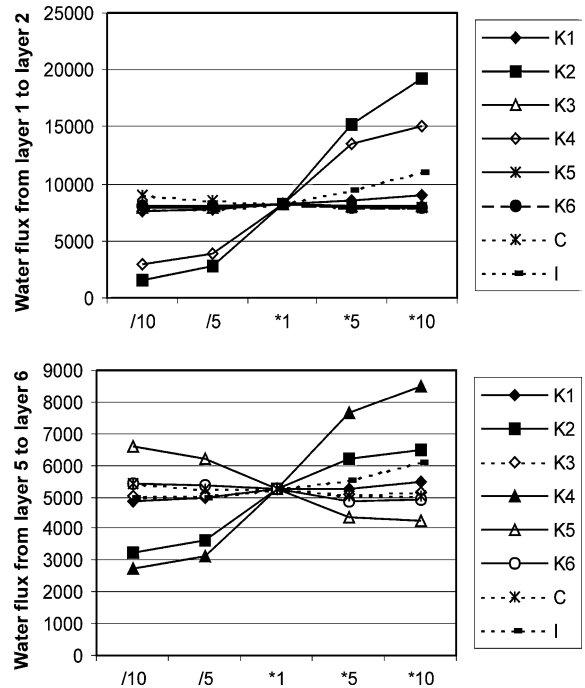 Water flux from layer 1 to layer 2
25000
20000
15000
10000
5000
0
/10 /5 *1 *5 *10
K1
K2
K3
K4
K5
K6
C
I
Water flux from layer 5 to layer 6
9000
8000
7000
6000
5000
4000
3000
2000
1000
0
/10 /5 *1 *5 *10
K1
K2
K3
K4
K5
K6
C
I